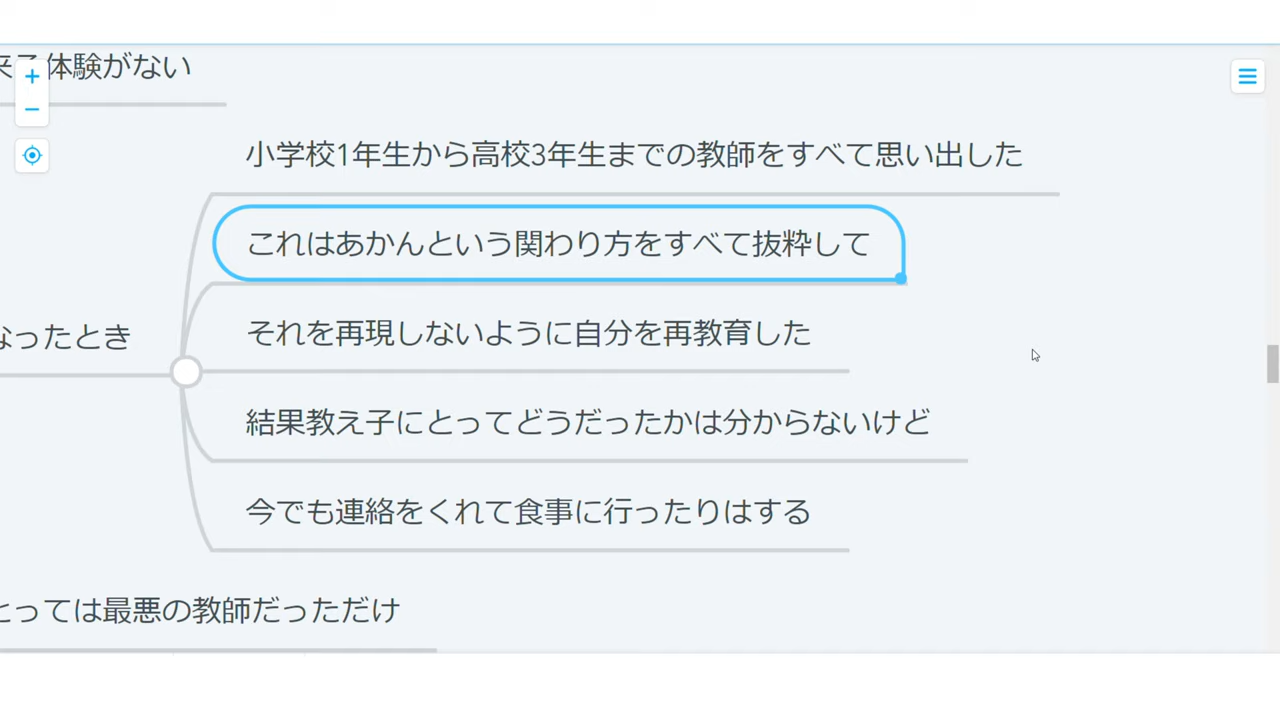 体験がない
小学校1年生から高校3年生までの教師をすべて思い出した
これはあかんという関わり方をすべて抜粋して
なったとき
それを再現しないように自分を再教育した
結果教え子にとってどうだったかは分からないけど
今でも連絡をくれて食事に行ったりはする
とっては最悪の教師だっただけ